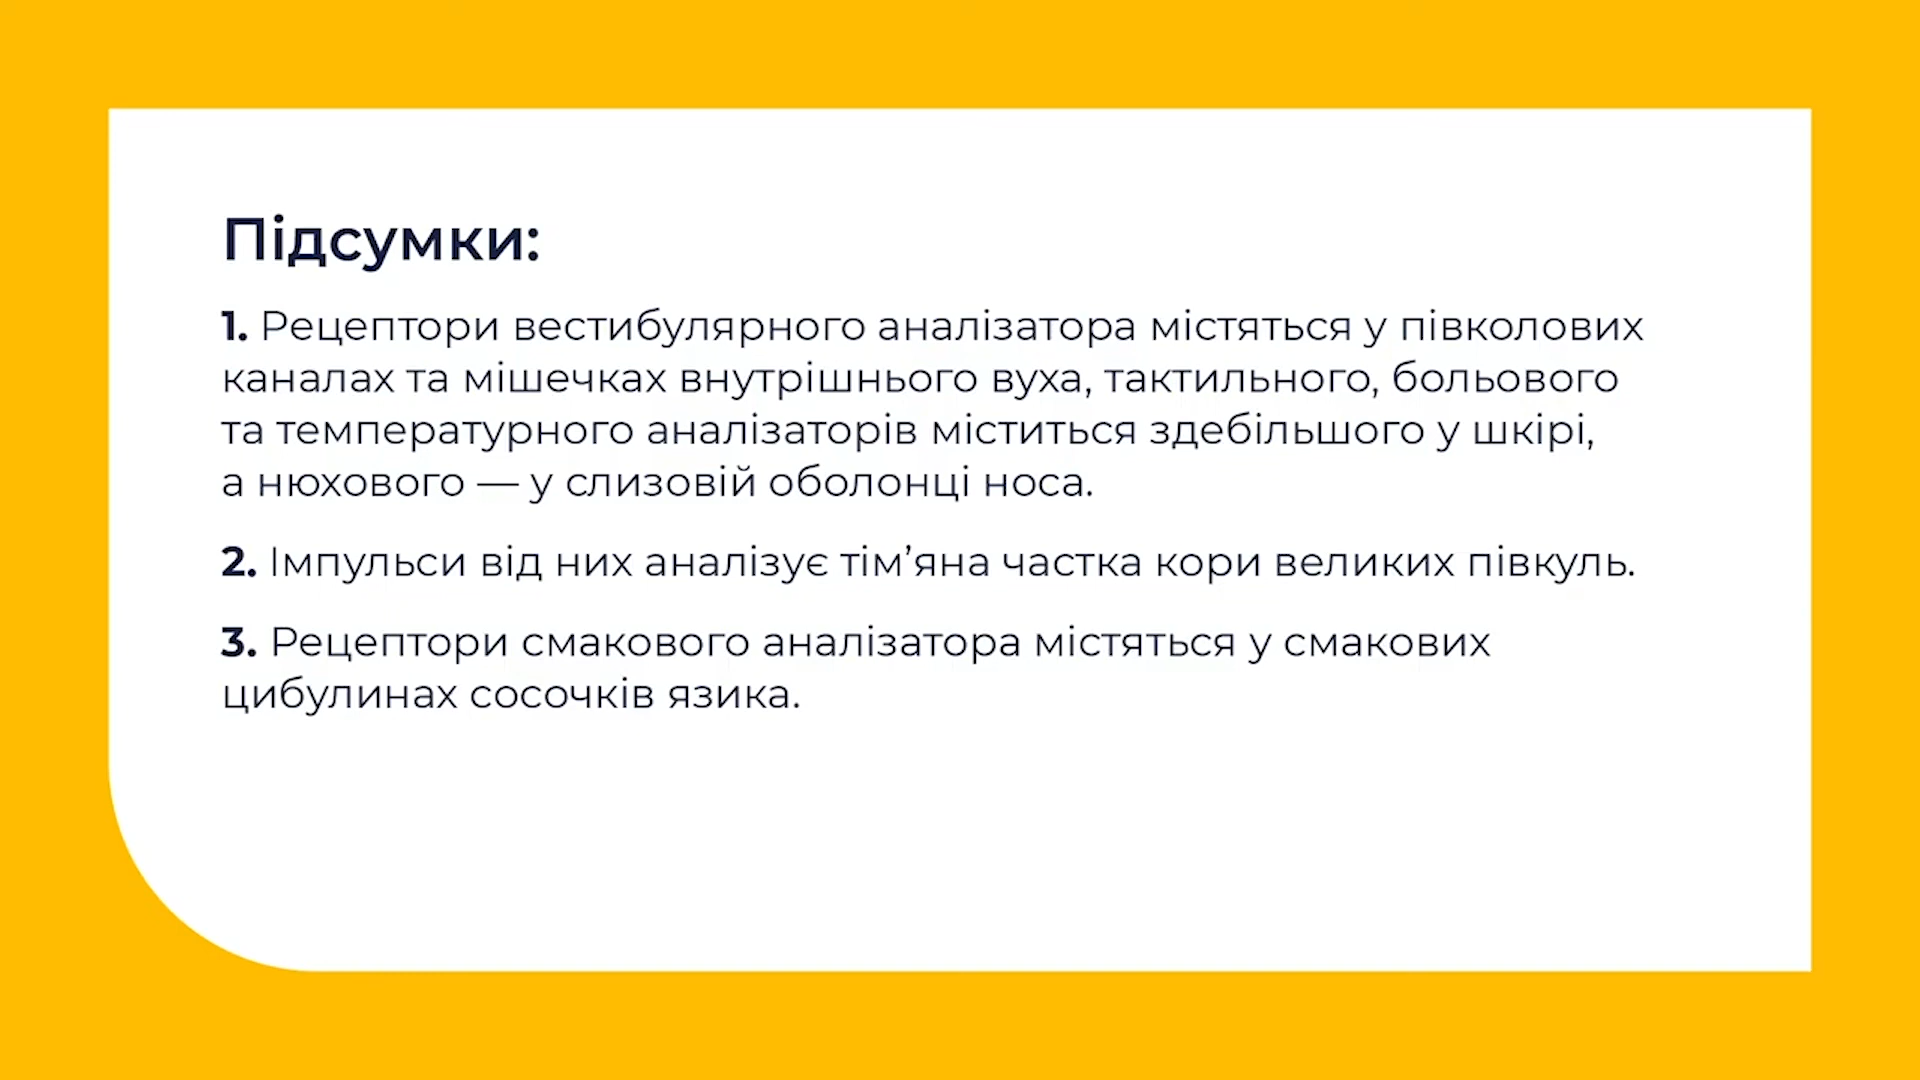 Підсумки:
1. Рецептори вестибулярного аналізатора містяться у півколових
каналах та мішечках внутрішнього вуха, тактильного, больового
та температурного аналізаторів міститься здебільшого у шкірі,
а нюхового — у слизовій оболонці носа.
2. Імпульси від них аналізує тім’яна частка кори великих півкуль.
3. Рецептори смакового аналізатора містяться у смакових
цибулинах сосочків язика.